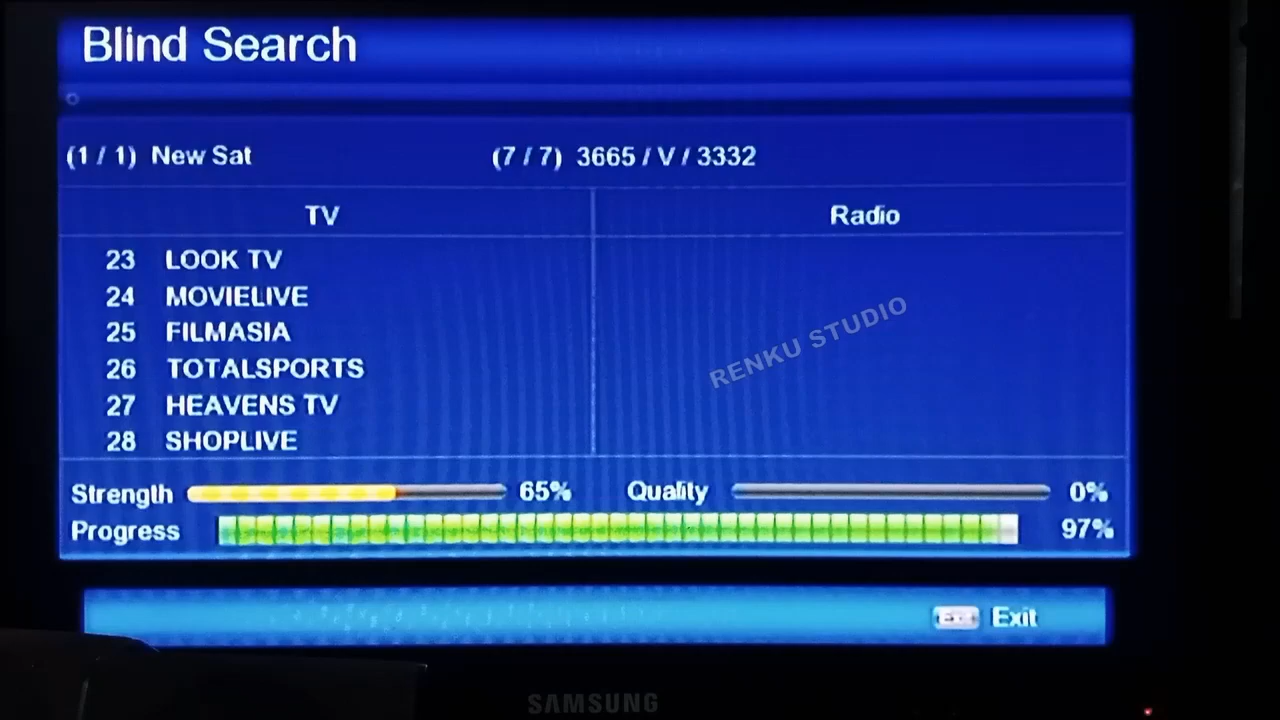 Blind Search
(1 / 1) New Sat (7 / 7) 3665 / V / 3332
TV Radio
23 LOOK TV
24 MOVIELIVE
25 FILMASIA
26 TOTALSPORTS
27 HEAVENS TV
28 SHOPLIVE
RENKU STUDIO
Strength 65% Quality 0%
Progress 97%
Exit
SAMSUNG